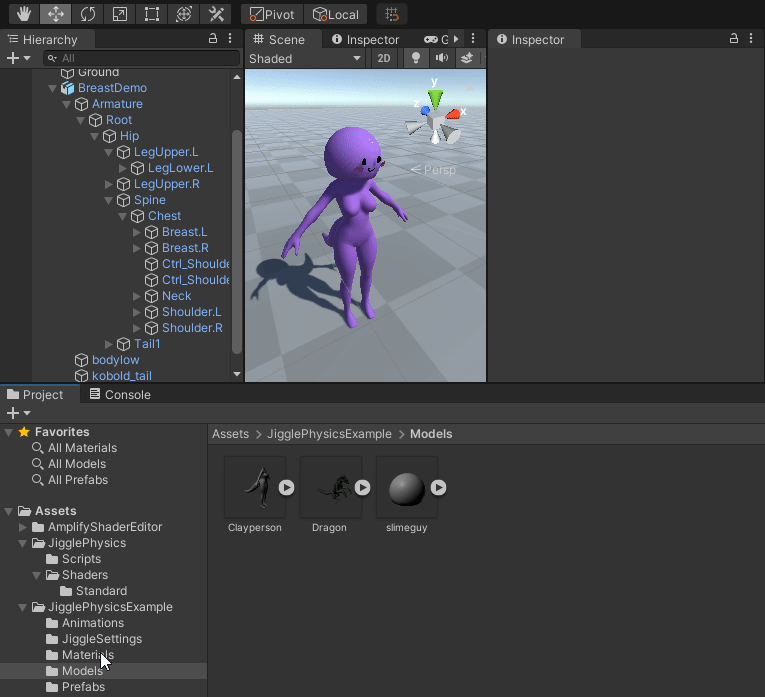 Pivot Local
Hierarchy
All
Ground
BreastDemo
Armature
Root
Hip
LegUpper.L
LegLower.L
LegUpper.R
Spine
Chest
Breast.L
Breast.R
Ctrl_Shoulde
Ctrl_Shoulde
Neck
Shoulder.L
Shoulder.R
Tail1
bodylow
kobold_tail
Scene Inspector G
Shaded 2D
y
z x
Persp
Inspector
Project Console
Favorites
All Materials
All Models
All Prefabs
Assets
AmplifyShaderEditor
JigglePhysics
Scripts
Shaders
Standard
JigglePhysicsExample
Animations
JiggleSettings
Materials
Models
Prefabs
Assets > JigglePhysicsExample > Models
Clayperson Dragon slimeguy